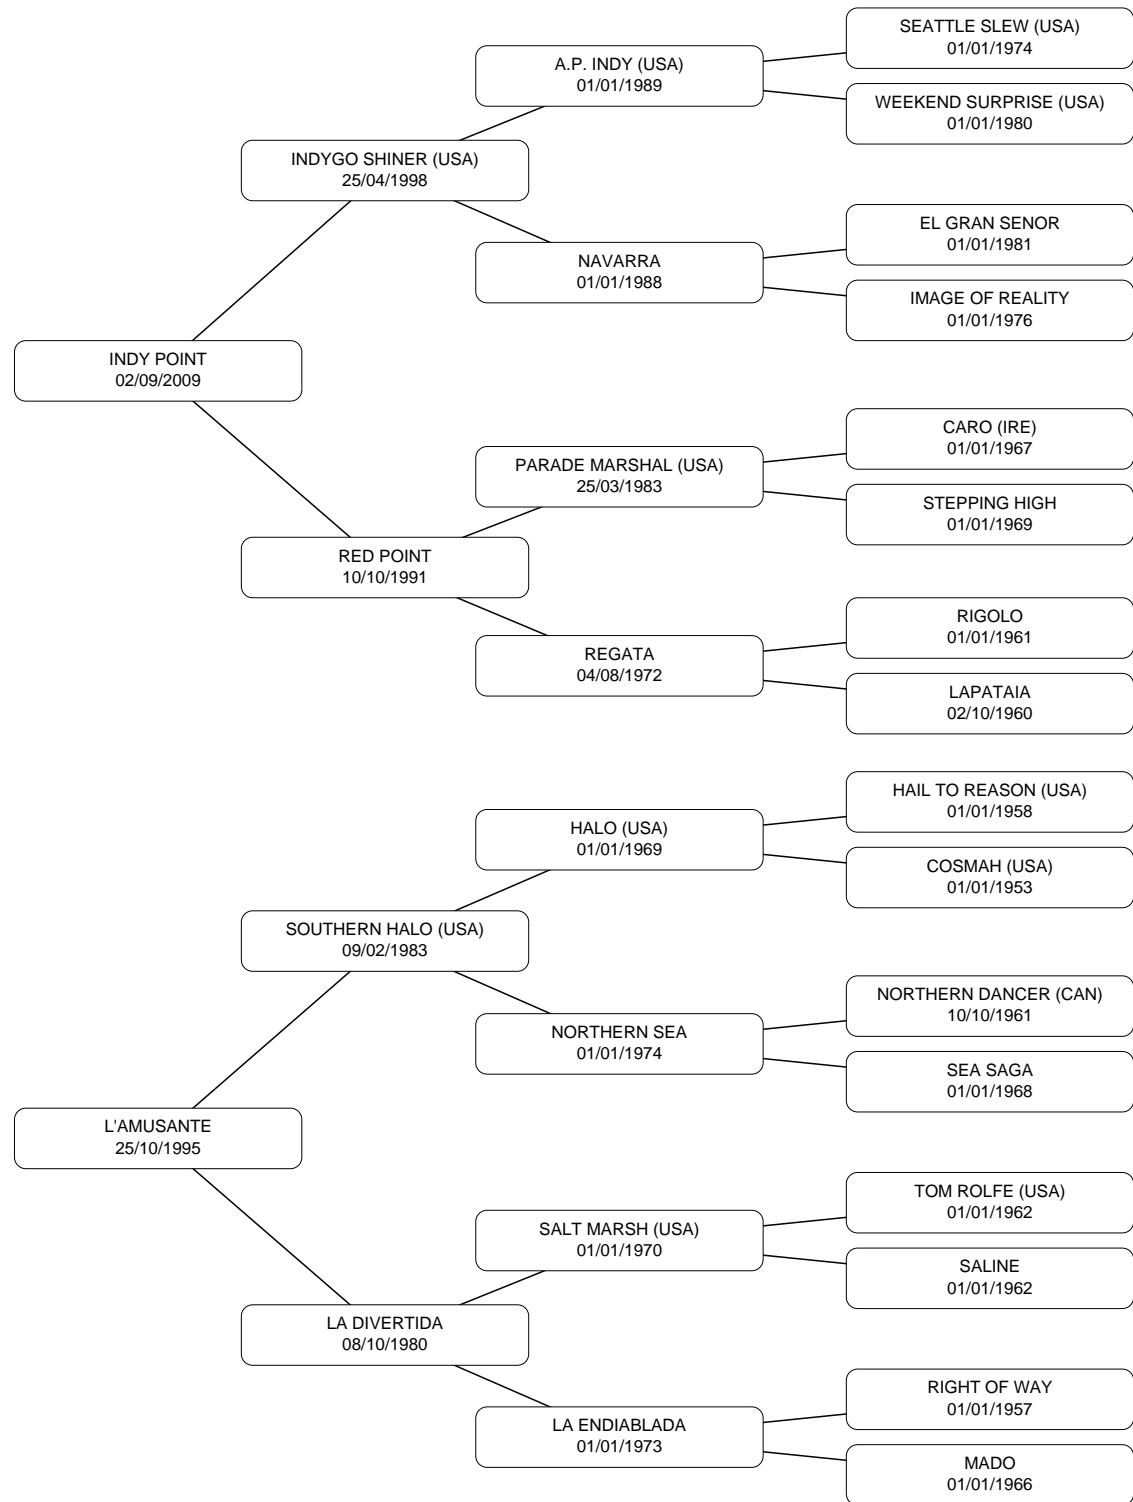 SEATTLE SLEW (USA)
01/01/1974
A.P. INDY (USA)
01/01/1989
WEEKEND SURPRISE (USA)
01/01/1980
INDYGO SHINER (USA)
25/04/1998
EL GRAN SENOR
01/01/1981
NAVARRA
01/01/1988
IMAGE OF REALITY
01/01/1976
INDY POINT
02/09/2009
CARO (IRE)
01/01/1967
PARADE MARSHAL (USA)
25/03/1983
STEPPING HIGH
01/01/1969
RED POINT
10/10/1991
RIGOLO
01/01/1961
REGATA
04/08/1972
LAPATAIA
02/10/1960
HAIL TO REASON (USA)
01/01/1958
HALO (USA)
01/01/1969
COSMAH (USA)
01/01/1953
SOUTHERN HALO (USA)
09/02/1983
NORTHERN DANCER (CAN)
10/10/1961
NORTHERN SEA
01/01/1974
SEA SAGA
01/01/1968
L'AMUSANTE
25/10/1995
TOM ROLFE (USA)
01/01/1962
SALT MARSH (USA)
01/01/1970
SALINE
01/01/1962
LA DIVERTIDA
08/10/1980
RIGHT OF WAY
01/01/1957
LA ENDIABLADA
01/01/1973
MADO
01/01/1966